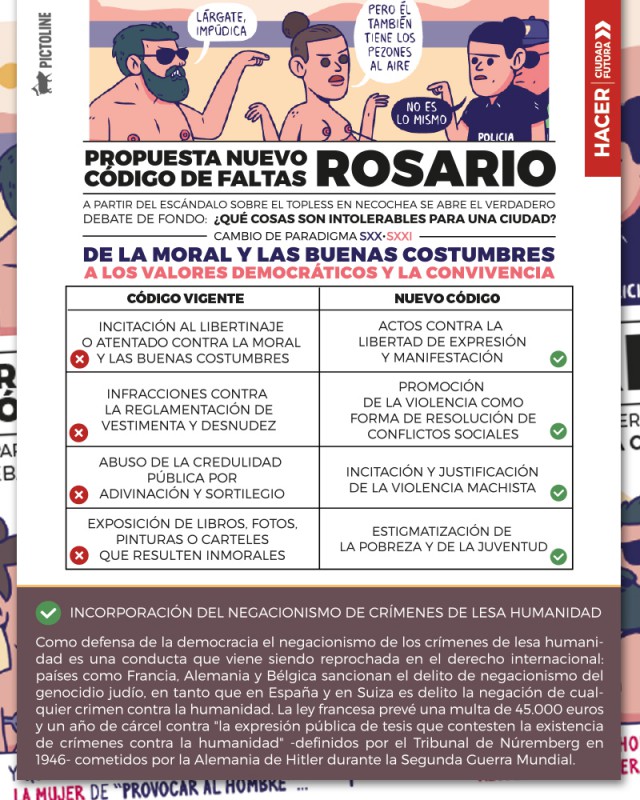 PICTOLINE
LÁRGATE,
IMPÚDICA
PERO ÉL
TAMBIÉN
TIENE LOS
PEZONES
AL AIRE
NO ES
LO MISMO
POLICIA
HACER
CIUDAD
FUTURA
PROPUESTA NUEVO
CÓDIGO DE FALTAS
ROSARIO
A PARTIR DEL ESCÁNDALO SOBRE EL TOPLESS EN NECOCHEA SE ABRE EL VERDADERO
DEBATE DE FONDO: ¿QUÉ COSAS SON INTOLERABLES PARA UNA CIUDAD?
CAMBIO DE PARADIGMA SXX·SXXI
DE LA MORAL Y LAS BUENAS COSTUMBRES
A LOS VALORES DEMOCRÁTICOS Y LA CONVIVENCIA
CÓDIGO VIGENTE
NUEVO CÓDIGO
INCITACIÓN AL LIBERTINAJE
O ATENTADO CONTRA LA MORAL
Y LAS BUENAS COSTUMBRES
ACTOS CONTRA LA
LIBERTAD DE EXPRESIÓN
Y MANIFESTACIÓN
INFRACCIONES CONTRA
LA REGLAMENTACIÓN DE
VESTIMENTA Y DESNUDEZ
PROMOCIÓN
DE LA VIOLENCIA COMO
FORMA DE RESOLUCIÓN DE
CONFLICTOS SOCIALES
ABUSO DE LA CREDULIDAD
PÚBLICA POR
ADIVINACIÓN Y SORTILEGIO
INCITACIÓN Y JUSTIFICACIÓN
DE LA VIOLENCIA MACHISTA
EXPOSICIÓN DE LIBROS, FOTOS,
PINTURAS O CARTELES
QUE RESULTEN INMORALES
ESTIGMATIZACIÓN DE
LA POBREZA Y DE LA JUVENTUD
INCORPORACIÓN DEL NEGACIONISMO DE CRÍMENES DE LESA HUMANIDAD
Como defensa de la democracia el negacionismo de los crímenes de lesa humani-
dad es una conducta que viene siendo reprochada en el derecho internacional:
países como Francia, Alemania y Bélgica sancionan el delito de negacionismo del
genocidio judío, en tanto que en España y en Suiza es delito la negación de cual-
quier crimen contra la humanidad. La ley francesa prevé una multa de 45.000 euros
y un año de cárcel contra "la expresión pública de tesis que contesten la existencia
de crímenes contra la humanidad" -definidos por el Tribunal de Núremberg en
1946- cometidos por la Alemania de Hitler durante la Segunda Guerra Mundial.
LA MUJER DE "PROVOCAR AL HOMBRE"...